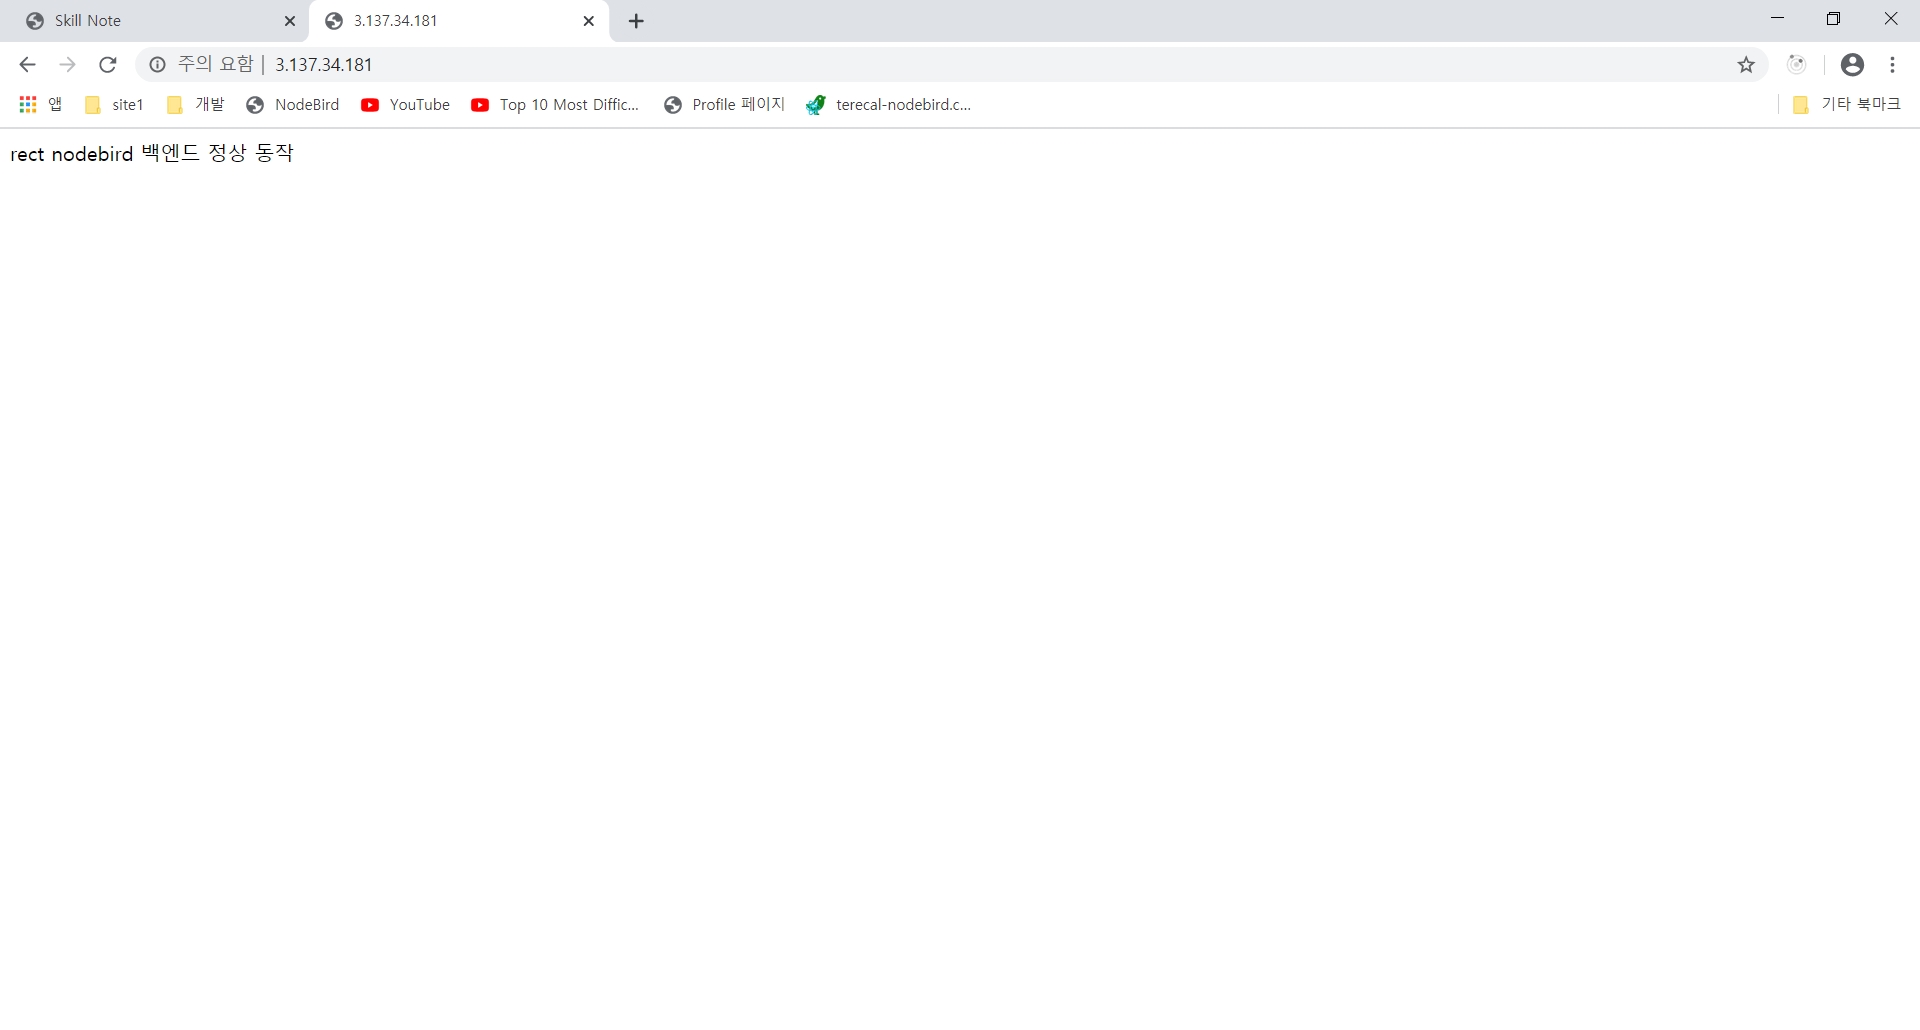 Skill Note
3.137.34.181
주의 요함 | 3.137.34.181
앱 site1 개발 NodeBird YouTube Top 10 Most Diffic... Profile 페이지 terecal-nodebird.c... 기타 북마크
rect nodebird 백엔드 정상 동작